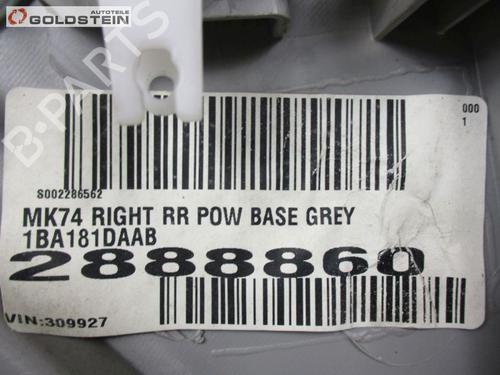 AUTOTEILE
GOLDSTEIN
B-PARTS
000
1
S002286562
MK74 RIGHT RR POW BASE GREY
1BA181DAAB
2888860
VIN:309927